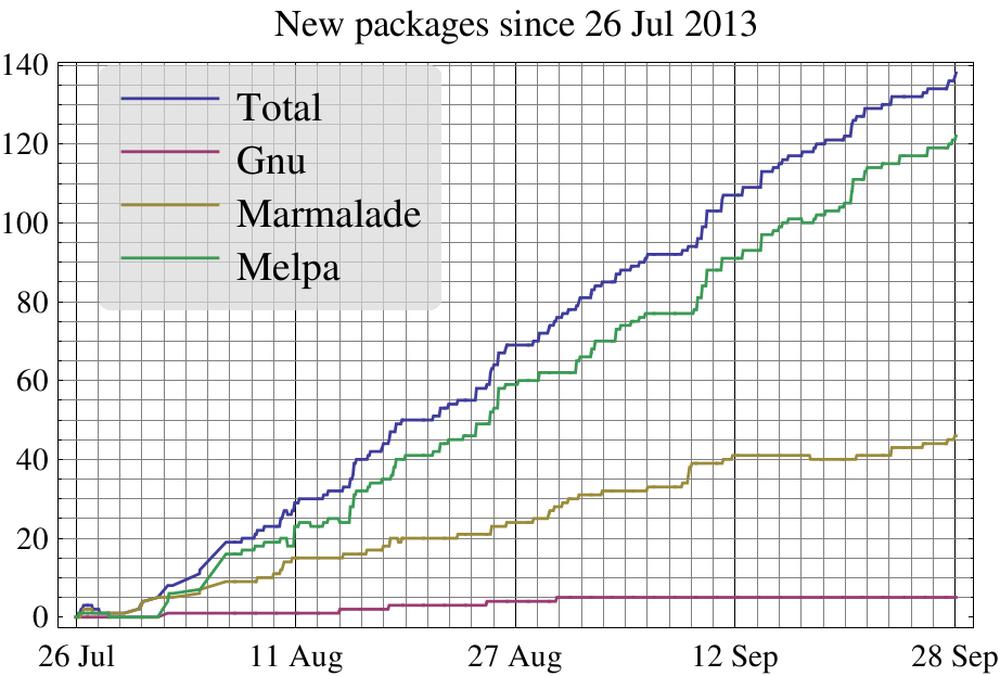 New packages since 26 Jul 2013
140
120
100
80
60
40
20
0
Total
Gnu
Marmalade
Melpa
26 Jul
11 Aug
27 Aug
12 Sep
28 Sep